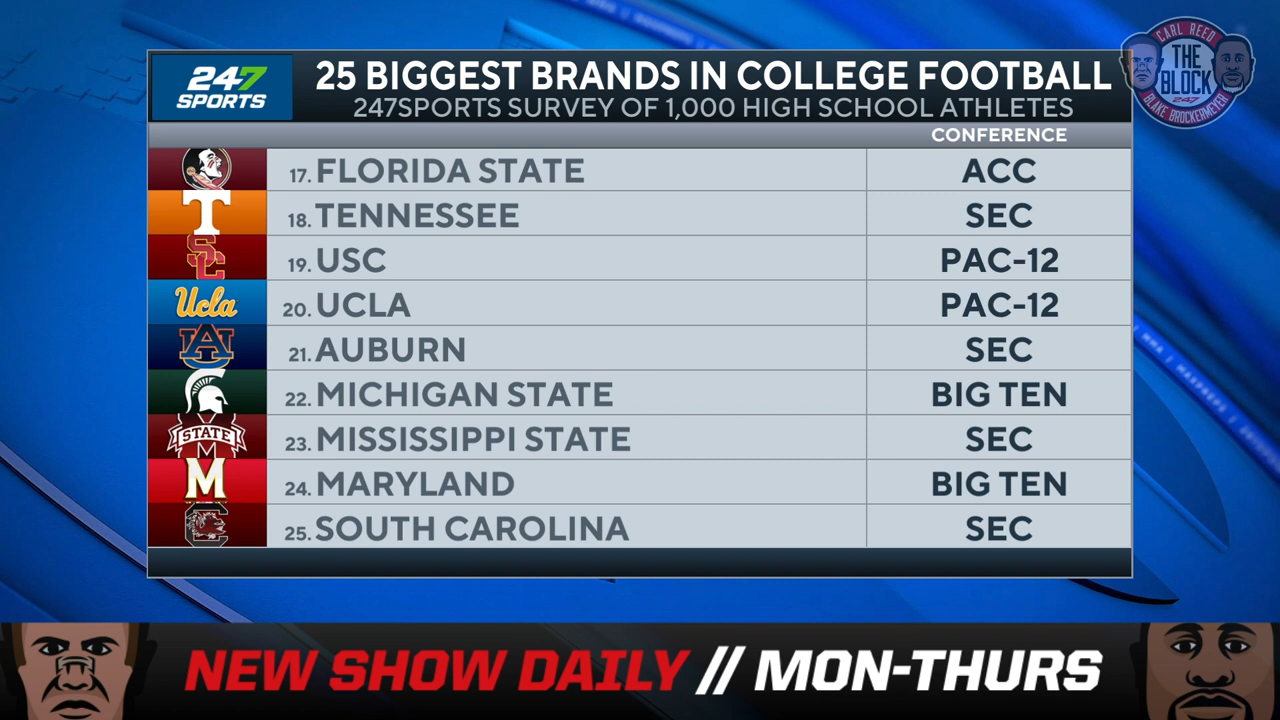 247
SPORTS
25 BIGGEST BRANDS IN COLLEGE FOOTBALL
247SPORTS SURVEY OF 1,000 HIGH SCHOOL ATHLETES
CARL REED
THE
BLOCK
247
BLAKE BROCKERMEYER
CONFERENCE
17. FLORIDA STATE ACC
T
18. TENNESSEE SEC
SC
19. USC PAC-12
Ucla
20. UCLA PAC-12
AU
21. AUBURN SEC
22. MICHIGAN STATE BIG TEN
STATE
M
23. MISSISSIPPI STATE SEC
M
24. MARYLAND BIG TEN
C
25. SOUTH CAROLINA SEC
NEW SHOW DAILY // MON-THURS